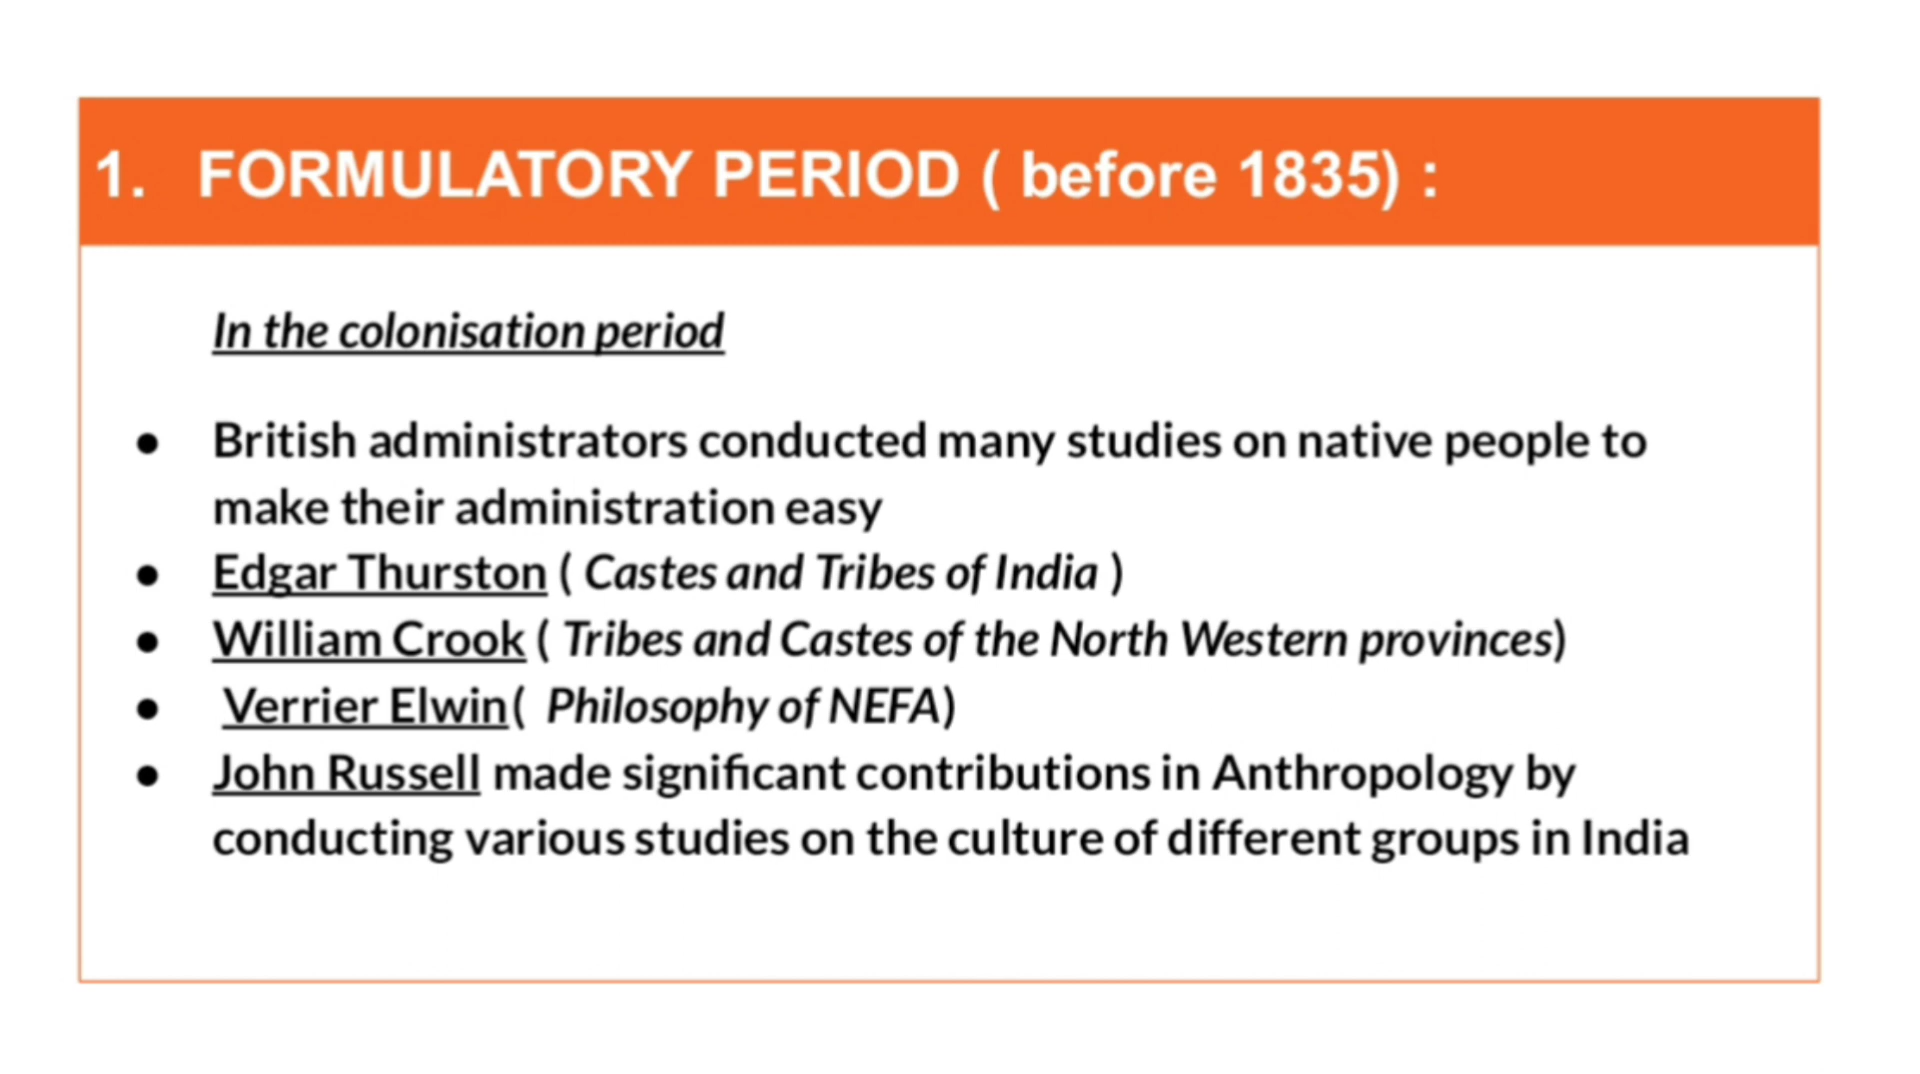 1. FORMULATORY PERIOD ( before 1835) :
In the colonisation period
● British administrators conducted many studies on native people to
make their administration easy
● Edgar Thurston ( Castes and Tribes of India )
● William Crook ( Tribes and Castes of the North Western provinces)
● Verrier Elwin( Philosophy of NEFA)
● John Russell made significant contributions in Anthropology by
conducting various studies on the culture of different groups in India